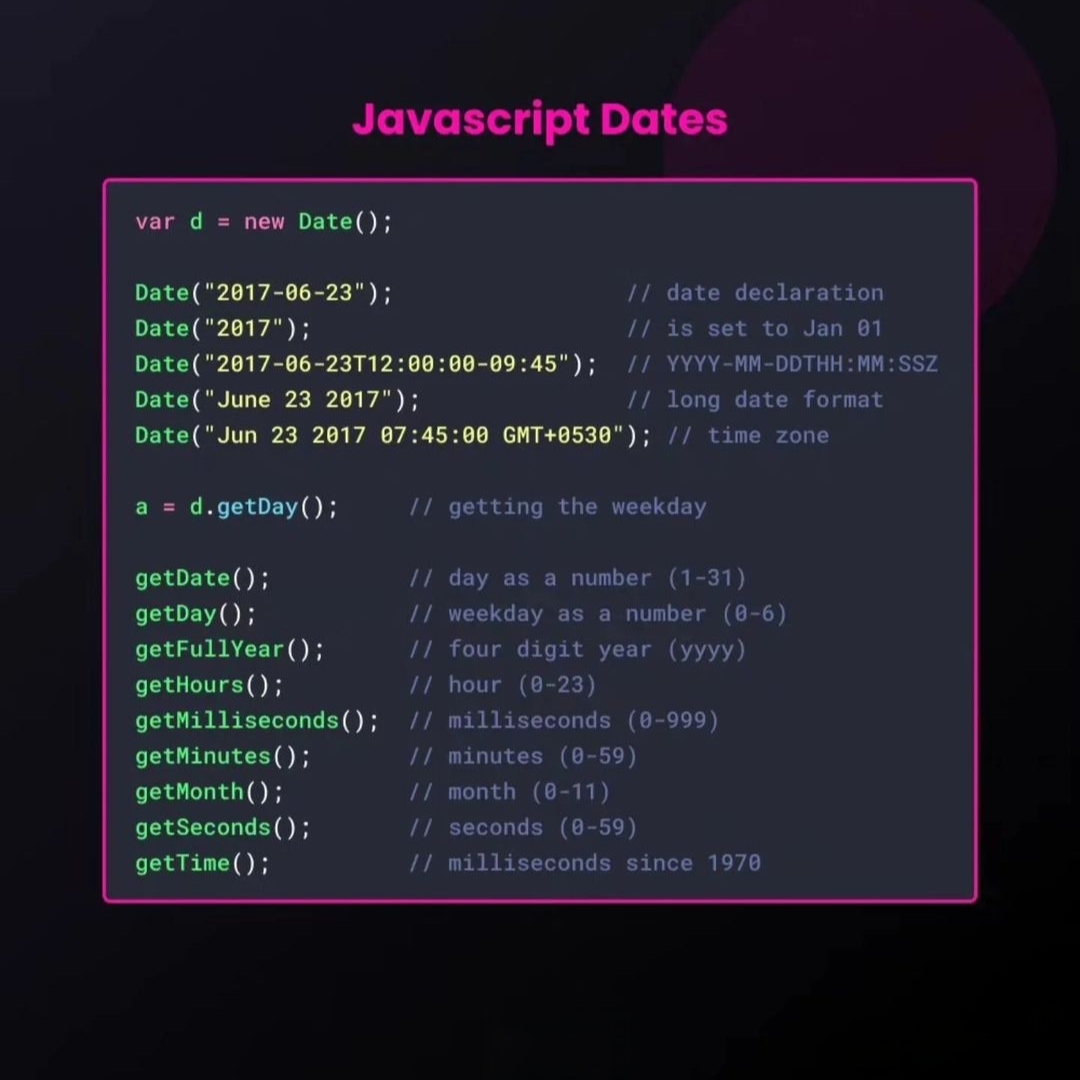 Javascript Dates
var d = new Date();
Date("2017-06-23"); // date declaration
Date("2017"); // is set to Jan 01
Date("2017-06-23T12:00:00-09:45"); // YYYY-MM-DDTHH:MM:SSZ
Date("June 23 2017"); // long date format
Date("Jun 23 2017 07:45:00 GMT+0530"); // time zone
a = d.getDay(); // getting the weekday
getDate(); // day as a number (1-31)
getDay(); // weekday as a number (0-6)
getFullYear(); // four digit year (yyyy)
getHours(); // hour (0-23)
getMilliseconds(); // milliseconds (0-999)
getMinutes(); // minutes (0-59)
getMonth(); // month (0-11)
getSeconds(); // seconds (0-59)
getTime(); // milliseconds since 1970